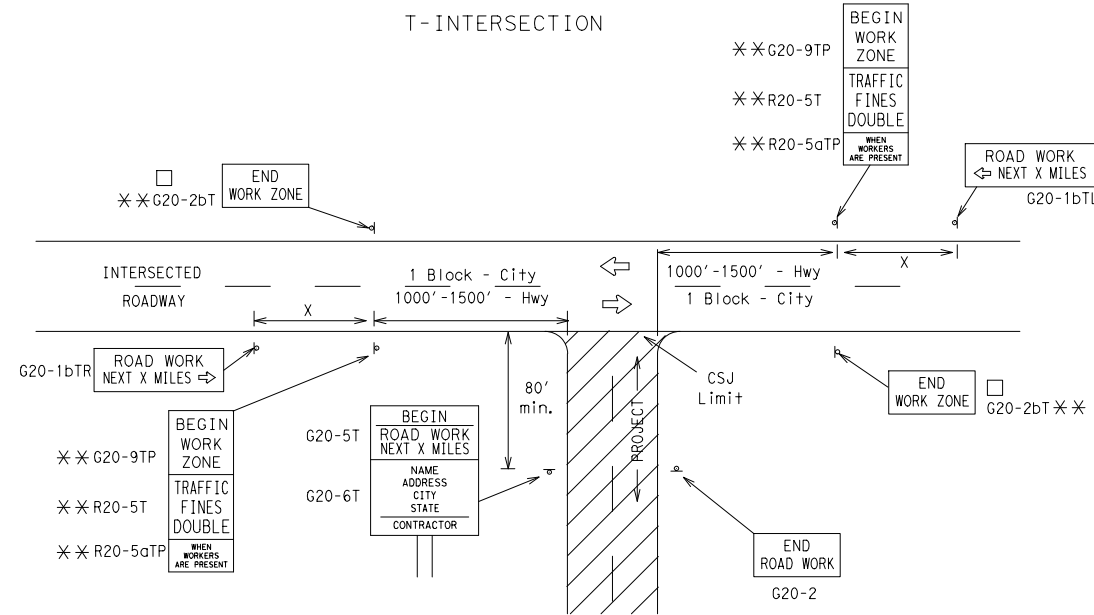 T-INTERSECTION
BEGIN
WORK
ZONE
**G20-9TP
TRAFFIC
FINES
DOUBLE
**R20-5T
WHEN
WORKERS
ARE PRESENT
**R20-5aTP
ROAD WORK
⇦ NEXT X MILES
G20-1bTL
END
WORK ZONE
□
**G20-2bT
INTERSECTED
ROADWAY
1 Block - City
1000'-1500' - Hwy
1000'-1500' - Hwy
1 Block - City
X
X
G20-1bTR
ROAD WORK
NEXT X MILES ⇨
80'
min.
CSJ
Limit
PROJECT
END
WORK ZONE
□
G20-2bT **
BEGIN
WORK
ZONE
** G20-9TP
TRAFFIC
FINES
DOUBLE
** R20-5T
WHEN
WORKERS
ARE PRESENT
** R20-5aTP
BEGIN
ROAD WORK
NEXT X MILES
G20-5T
NAME
ADDRESS
CITY
STATE
CONTRACTOR
G20-6T
END
ROAD WORK
G20-2